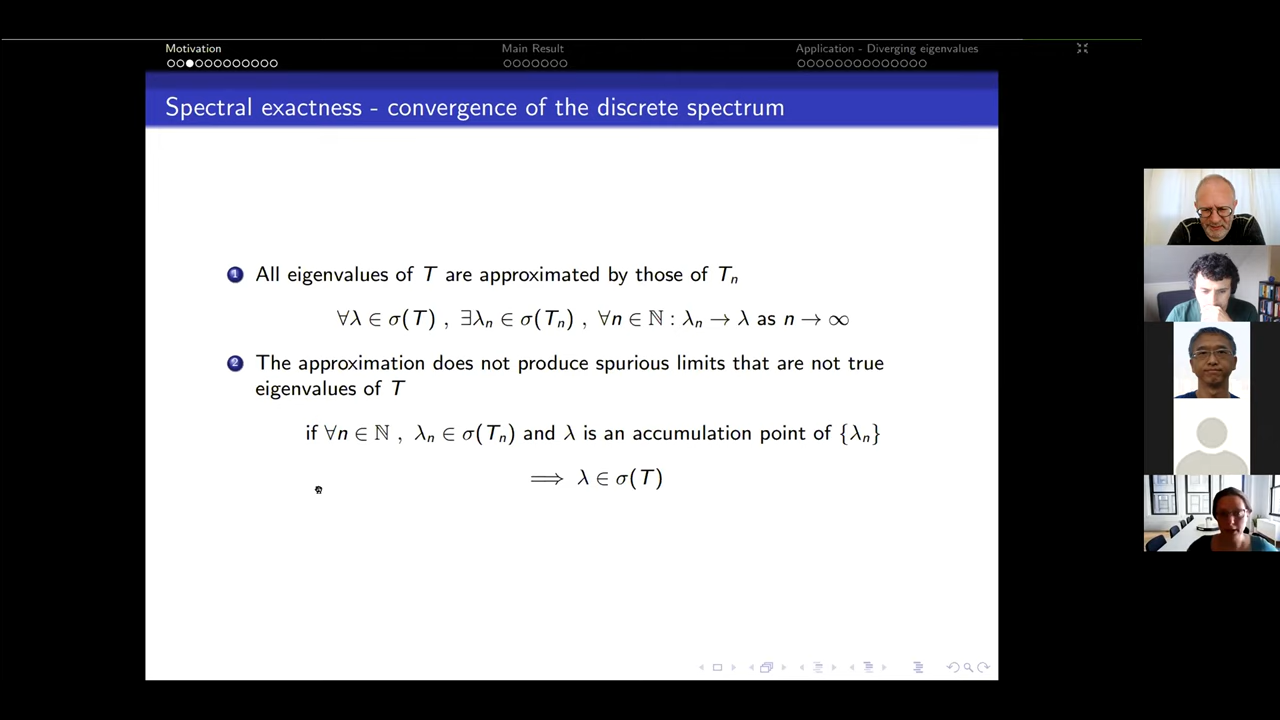 Motivation
Main Result
Application - Diverging eigenvalues
Spectral exactness - convergence of the discrete spectrum
1 All eigenvalues of T are approximated by those of Tₙ
∀λ ∈ σ(T) , ∃λₙ ∈ σ(Tₙ) , ∀n ∈ ℕ : λₙ → λ as n → ∞
2 The approximation does not produce spurious limits that are not true
eigenvalues of T
if ∀n ∈ ℕ , λₙ ∈ σ(Tₙ) and λ is an accumulation point of {λₙ}
⟹ λ ∈ σ(T)